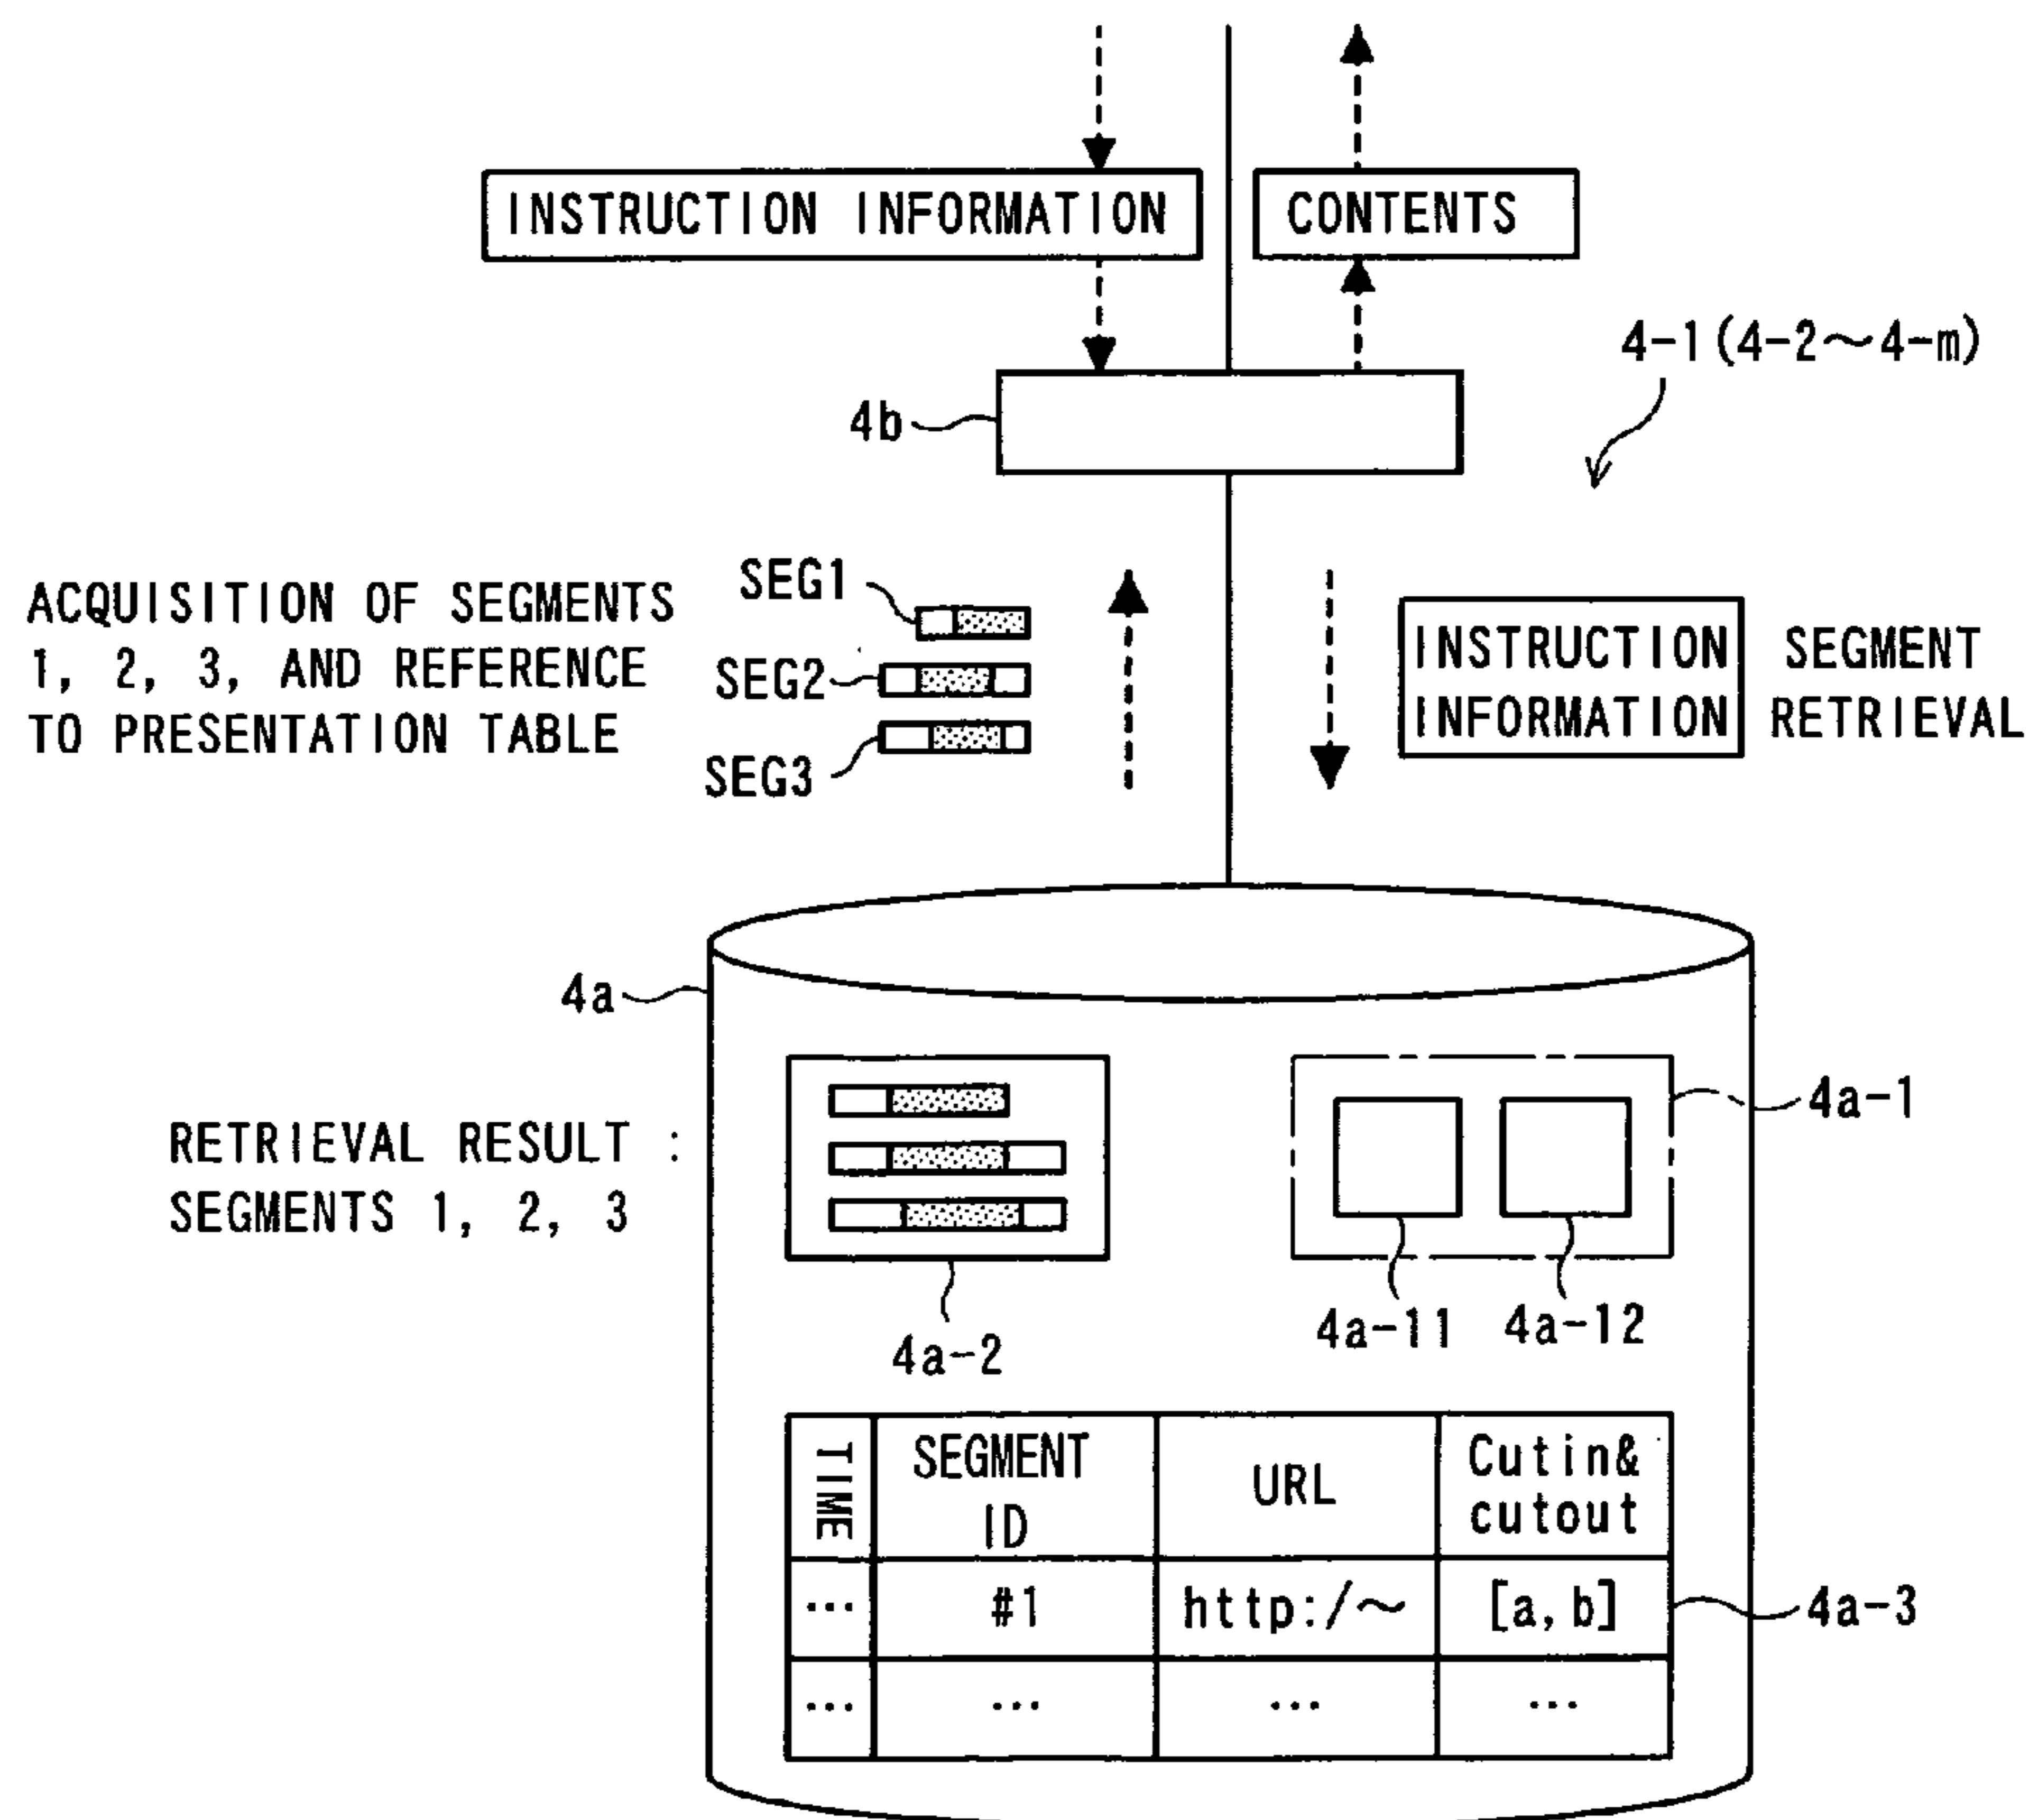 INSTRUCTION INFORMATION
CONTENTS
4-1(4-2～4-m)
4b
ACQUISITION OF SEGMENTS
1, 2, 3, AND REFERENCE
TO PRESENTATION TABLE
SEG1
SEG2
SEG3
INSTRUCTION
INFORMATION
SEGMENT
RETRIEVAL
4a
RETRIEVAL RESULT :
SEGMENTS 1, 2, 3
4a-1
4a-11
4a-12
4a-2
TIME
SEGMENT
ID
URL
Cutin&
cutout
... #1 http:/～ [a,b]
4a-3
... ... ... ...